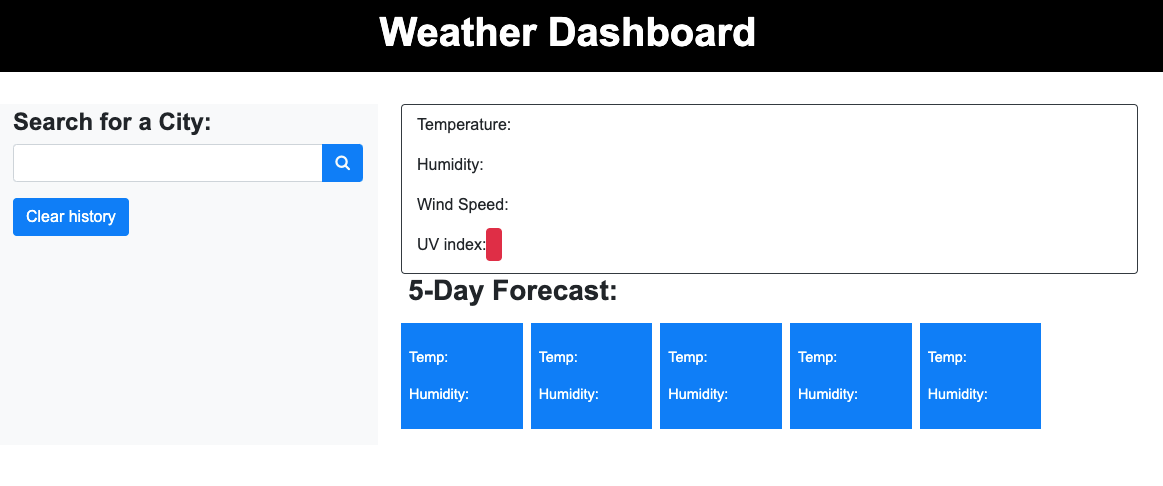 Weather Dashboard
Search for a City:
Clear history
Temperature:
Humidity:
Wind Speed:
UV index:
5-Day Forecast:
Temp: Temp: Temp: Temp: Temp:
Humidity: Humidity: Humidity: Humidity: Humidity: